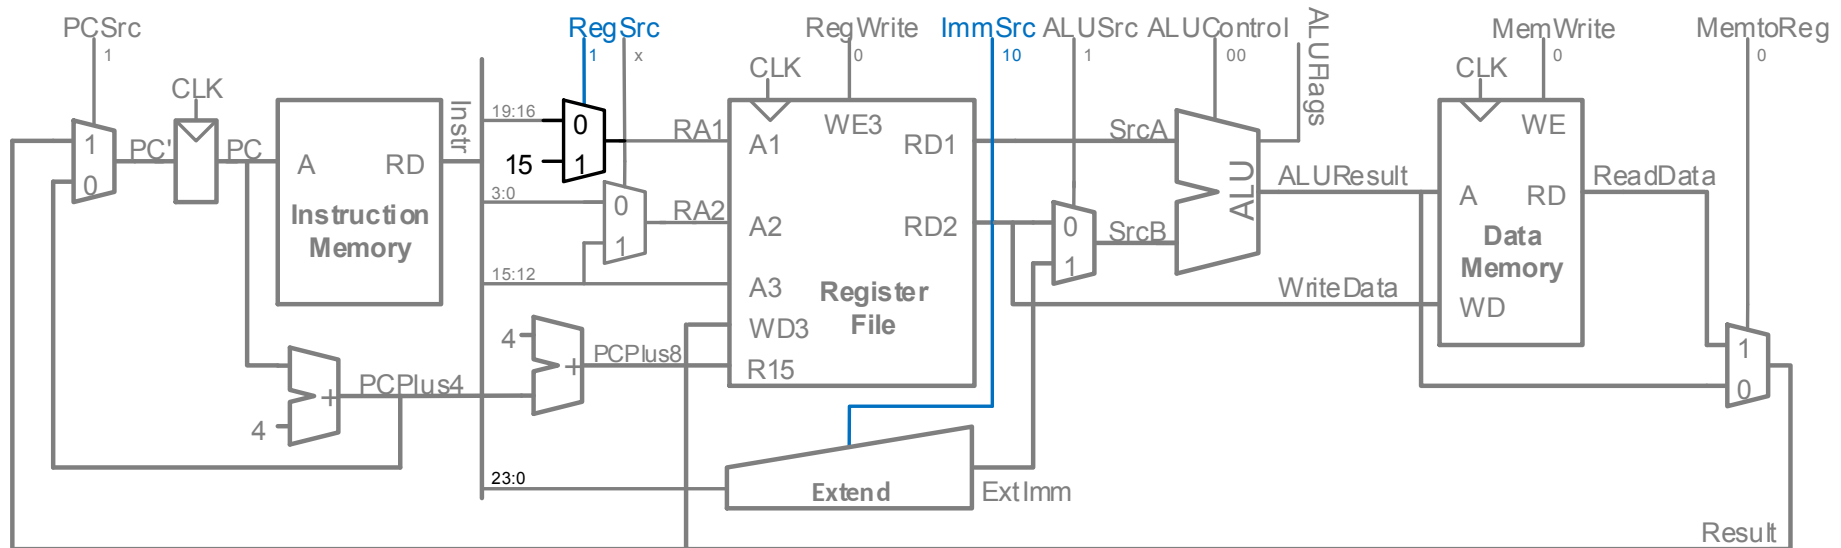 PCSrc
1
RegSrc
1
x
RegWrite
0
ImmSrc
10
ALUSrc
1
ALUControl
00
ALUFlags
MemWrite
0
MemtoReg
0
CLK
CLK
CLK
Instr
19:16
0
1
15
RA1
A1
WE3
RD1
SrcA
WE
1
0
PC'
PC
A
RD
Instruction
Memory
3:0
0
1
RA2
A2
RD2
0
1
SrcB
ALU
ALUResult
A
RD
ReadData
Data
Memory
15:12
A3
Register
File
WriteData
WD
WD3
4
+
PCPlus8
R15
1
0
+
PCPlus4
4
23:0
Extend
ExtImm
Result